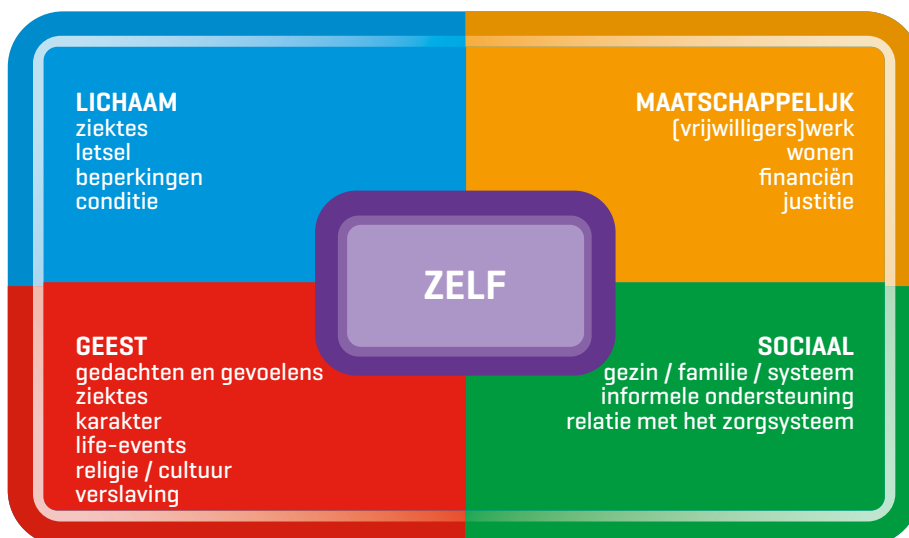 LICHAAM
ziektes
letsel
beperkingen
conditie
MAATSCHAPPELIJK
(vrijwilligers)werk
wonen
financiën
justitie
ZELF
GEEST
gedachten en gevoelens
ziektes
karakter
life-events
religie / cultuur
verslaving
SOCIAAL
gezin / familie / systeem
informele ondersteuning
relatie met het zorgsysteem